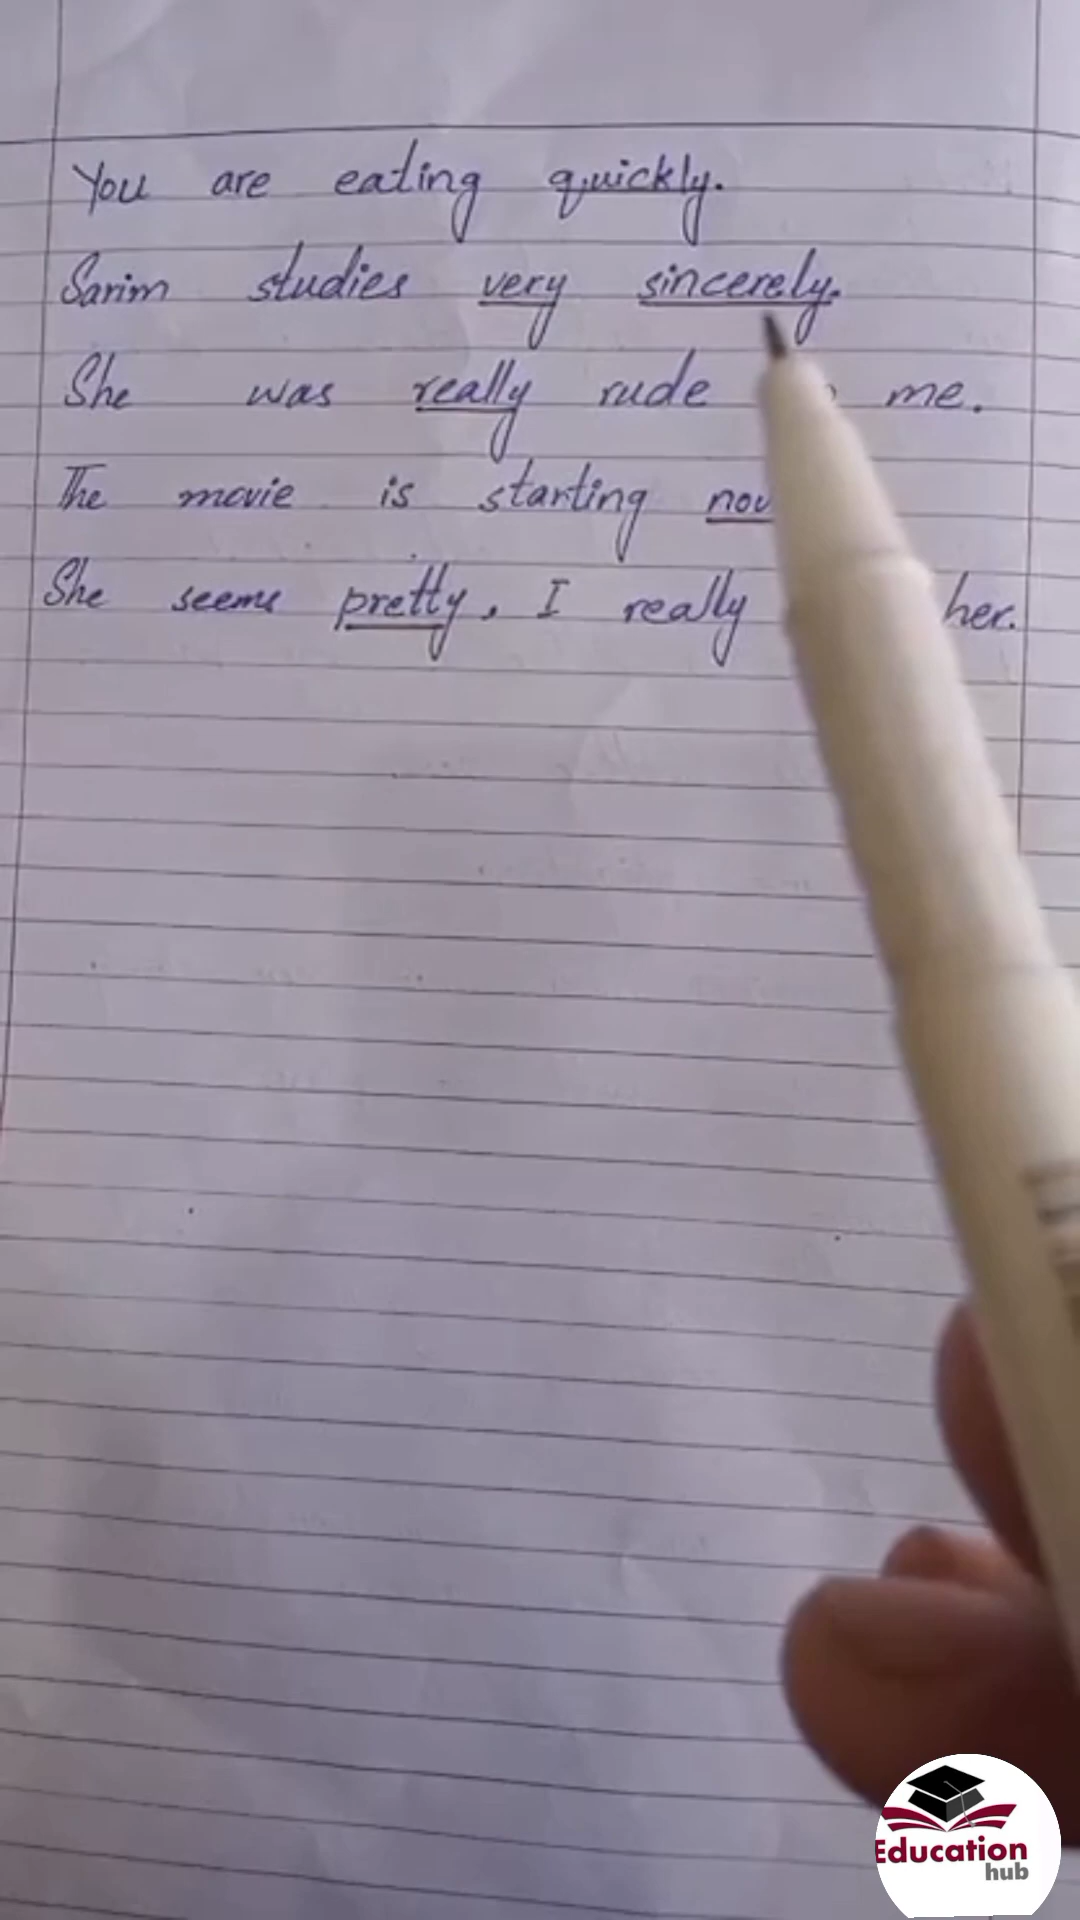 You are eating quickly.
Sarim studies very sincerely.
She was really rude me.
The movie is starting
She seems pretty, I really her.
Education
hub